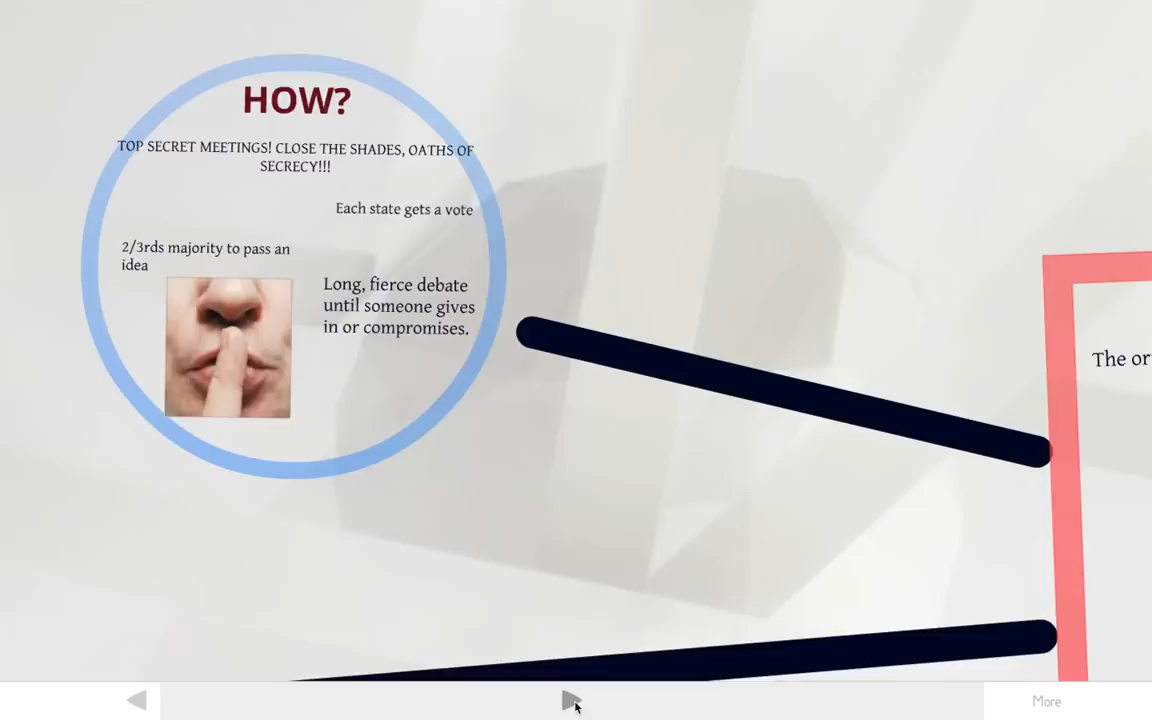 HOW?
TOP SECRET MEETINGS! CLOSE THE SHADES, OATHS OF
SECRECY!!!
Each state gets a vote
2/3rds majority to pass an
idea
Long, fierce debate
until someone gives
in or compromises.
The
More